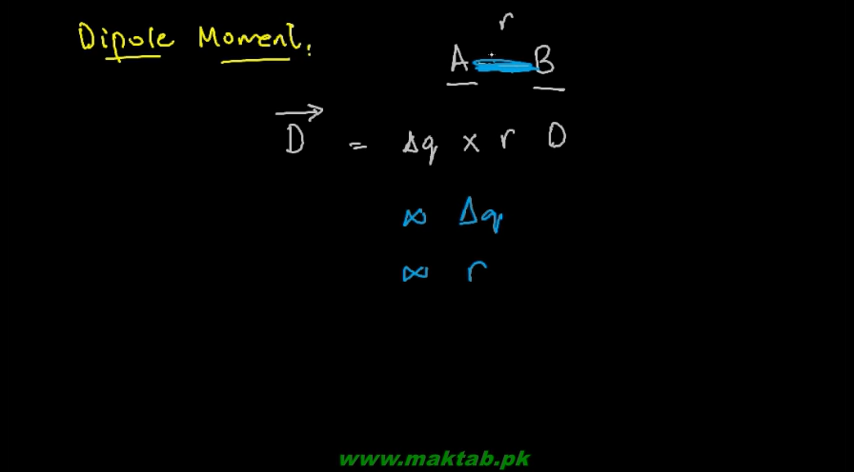 Dipole Moment.
r
A B
D = Δq × r D
∝ Δq
∝ r
www.maktab.pk